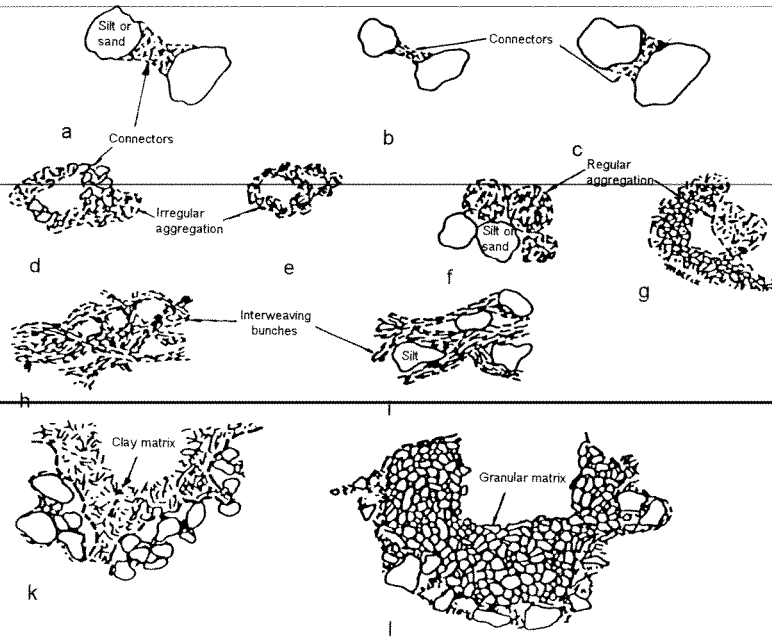 Silt or
sand
Connectors
a
b
c
Connectors
Regular
aggregation
Irregular
aggregation
Silt or
sand
d
e
f
g
Interweaving
bunches
Silt
h
I
Clay matrix
Granular matrix
k
l